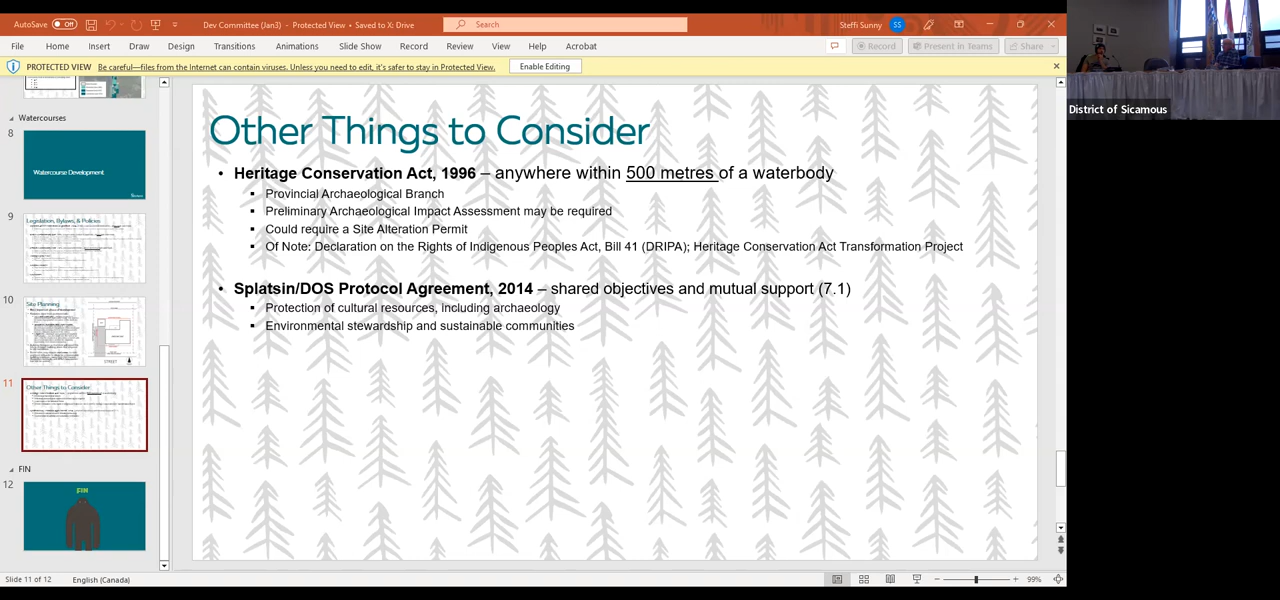 AutoSave Off Dev Committee (Jan3) - Protected View • Saved to X: Drive Search Steffi Sunny SS
File Home Insert Draw Design Transitions Animations Slide Show Record Review View Help Acrobat Record Present in Teams Share
PROTECTED VIEW Be careful—files from the Internet can contain viruses. Unless you need to edit, it's safer to stay in Protected View. Enable Editing
District of Sicamous
Watercourses
8
Watercourse Development
9
Legislation, Bylaws, & Policies
10
Site Planning
STREET
11
Other Things to Consider
FIN
12
FIN
Other Things to Consider
• Heritage Conservation Act, 1996 – anywhere within 500 metres of a waterbody
▪ Provincial Archaeological Branch
▪ Preliminary Archaeological Impact Assessment may be required
▪ Could require a Site Alteration Permit
▪ Of Note: Declaration on the Rights of Indigenous Peoples Act, Bill 41 (DRIPA); Heritage Conservation Act Transformation Project
• Splatsin/DOS Protocol Agreement, 2014 – shared objectives and mutual support (7.1)
▪ Protection of cultural resources, including archaeology
▪ Environmental stewardship and sustainable communities
Slide 11 of 12 English (Canada) 99%